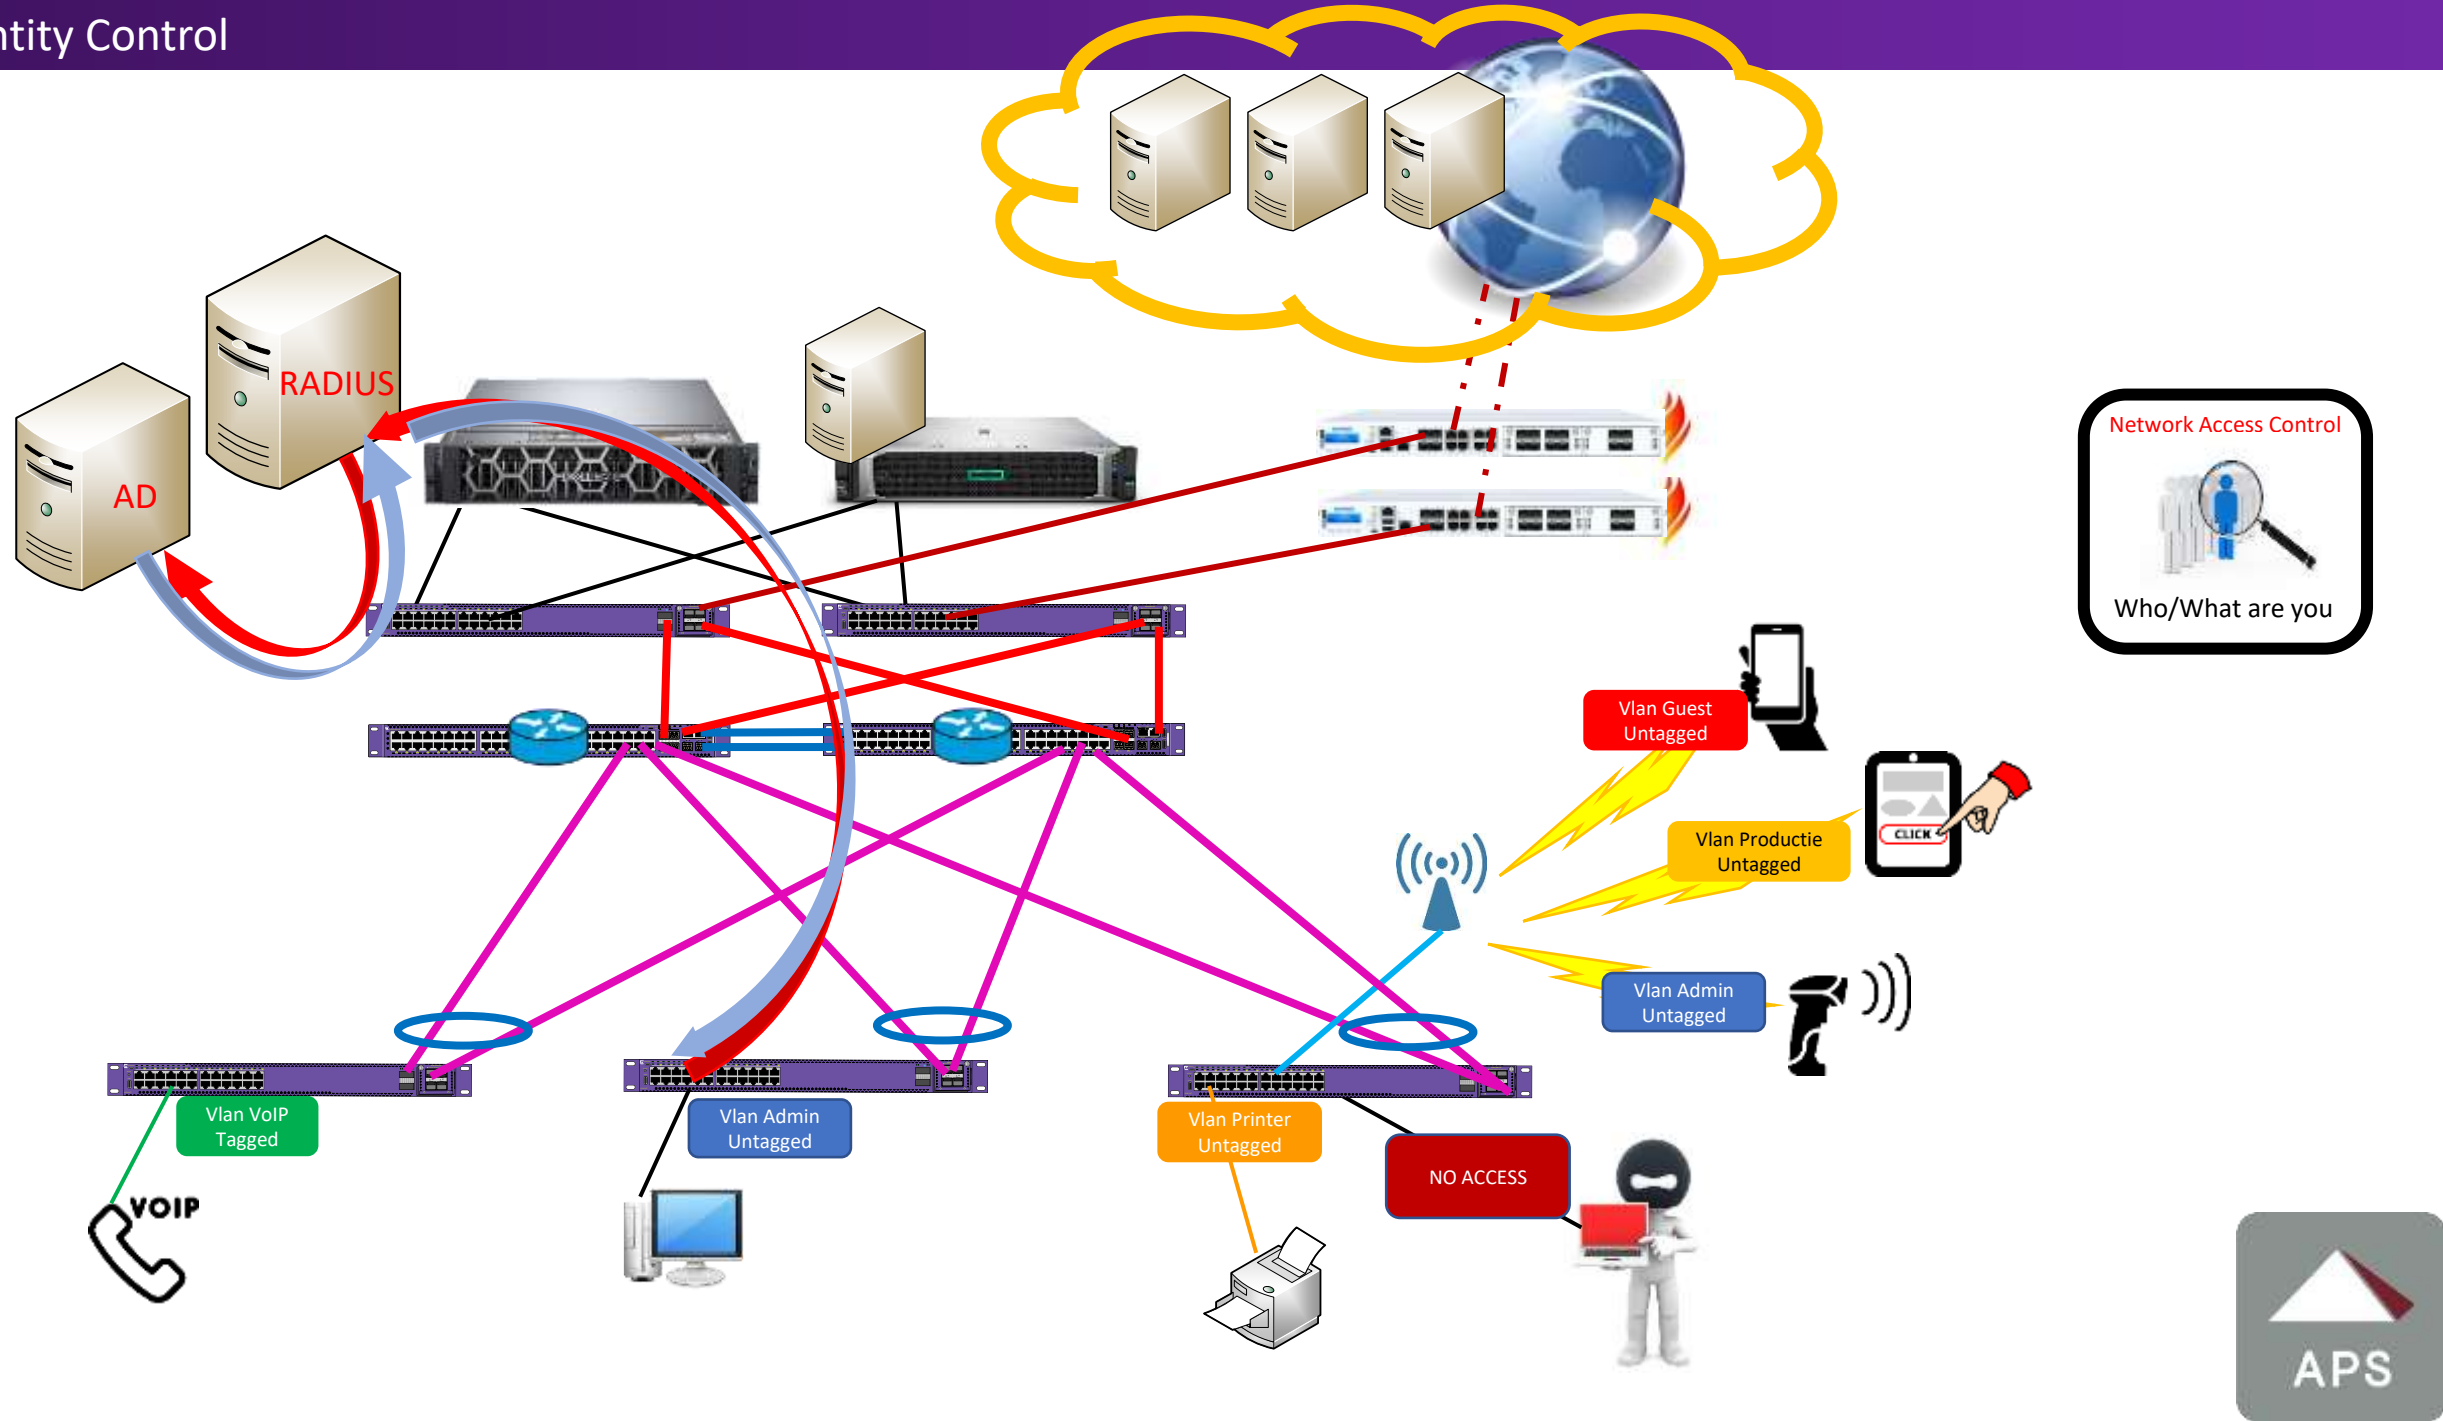 ntity Control
RADIUS
AD
Network Access Control
Who/What are you
Vlan Guest
Untagged
Vlan Productie
Untagged
CLICK
Vlan Admin
Untagged
Vlan VoIP
Tagged
Vlan Admin
Untagged
Vlan Printer
Untagged
NO ACCESS
VOIP
APS